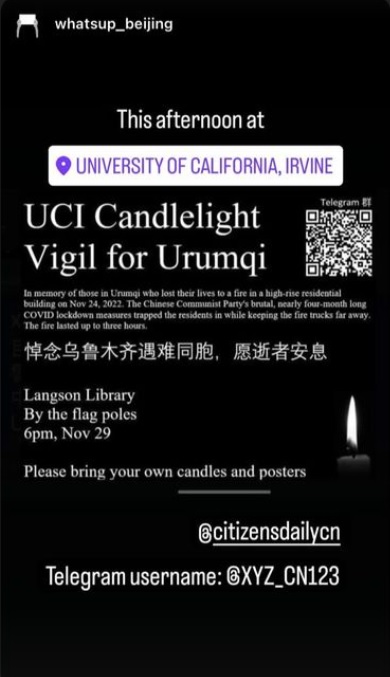 whatsup_beijing
This afternoon at
UNIVERSITY OF CALIFORNIA, IRVINE
Telegram 群
UCI Candlelight
Vigil for Urumqi
In memory of those in Urumqi who lost their lives to a fire in a high-rise residential
building on Nov 24, 2022. The Chinese Communist Party's brutal, nearly four-month long
COVID lockdown measures trapped the residents in while keeping the fire trucks far away.
The fire lasted up to three hours.
悼念乌鲁木齐遇难同胞，愿逝者安息
Langson Library
By the flag poles
6pm, Nov 29
Please bring your own candles and posters
@citizensdailycn
Telegram username: @XYZ_CN123